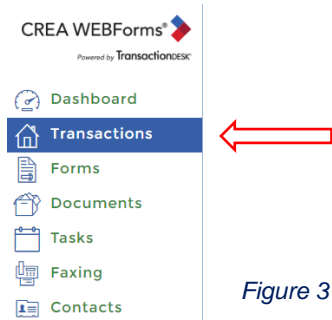 CREA WEBForms®
Powered by TransactionDESK®
Dashboard
Transactions
Forms
Documents
Tasks
Faxing
Contacts
Figure 3